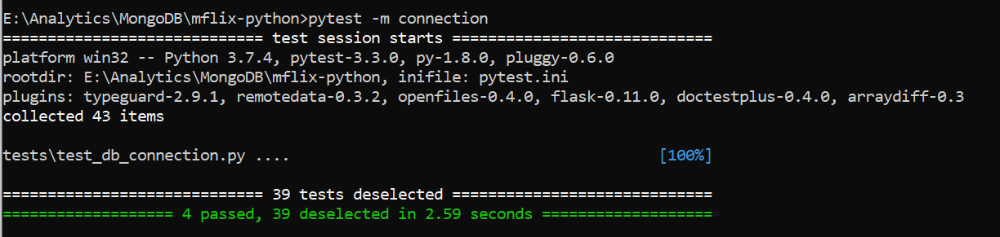 E:\Analytics\MongoDB\mflix-python>pytest -m connection
============================= test session starts =============================
platform win32 -- Python 3.7.4, pytest-3.3.0, py-1.8.0, pluggy-0.6.0
rootdir: E:\Analytics\MongoDB\mflix-python, inifile: pytest.ini
plugins: typeguard-2.9.1, remotedata-0.3.2, openfiles-0.4.0, flask-0.11.0, doctestplus-0.4.0, arraydiff-0.3
collected 43 items
tests\test_db_connection.py .... [100%]
============================= 39 tests deselected =============================
=================== 4 passed, 39 deselected in 2.59 seconds ===================